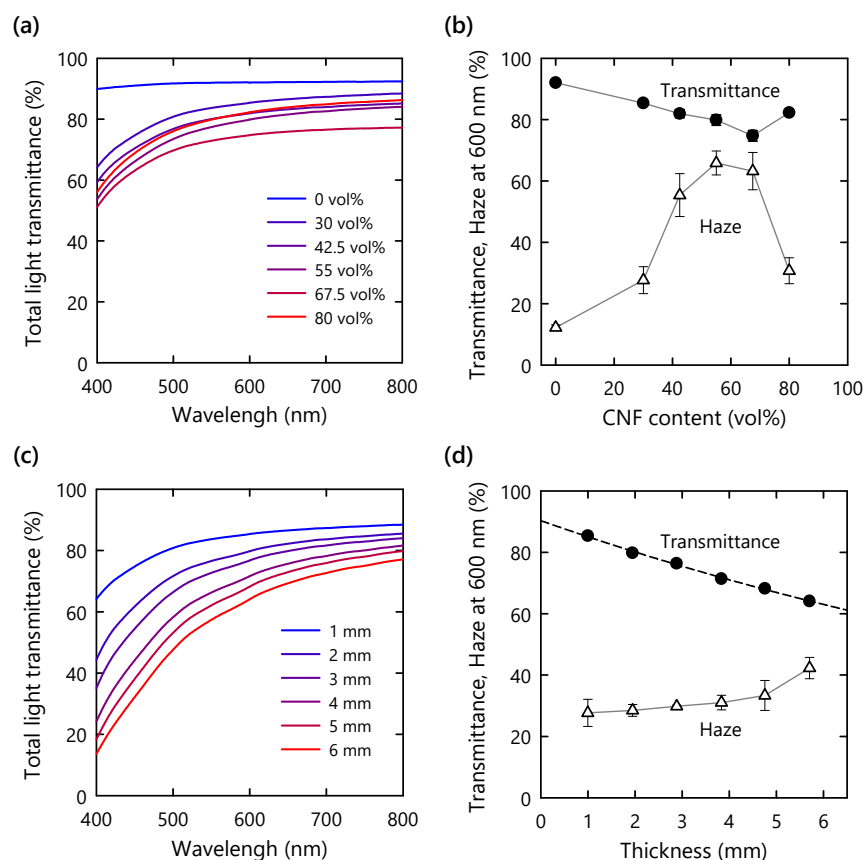 (a)
Total light transmittance (%)
100
80
60
40
20
0
0 vol%
30 vol%
42.5 vol%
55 vol%
67.5 vol%
80 vol%
400 500 600 700 800
Wavelengh (nm)
(b)
Transmittance, Haze at 600 nm (%)
100
80
60
40
20
0
Transmittance
Haze
0 20 40 60 80 100
CNF content (vol%)
(c)
Total light transmittance (%)
100
80
60
40
20
0
1 mm
2 mm
3 mm
4 mm
5 mm
6 mm
400 500 600 700 800
Wavelengh (nm)
(d)
Transmittance, Haze at 600 nm (%)
100
80
60
40
20
0
Transmittance
Haze
0 1 2 3 4 5 6
Thickness (mm)